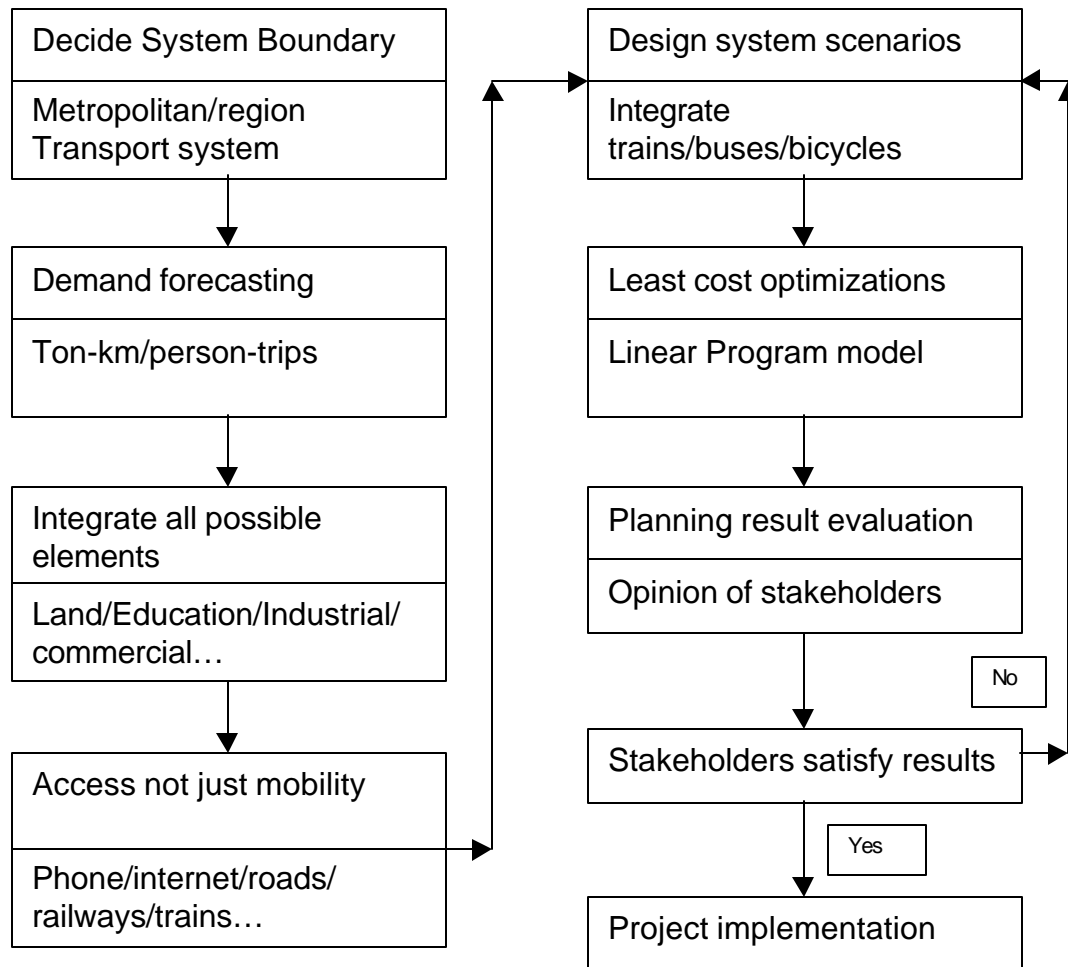 Decide System Boundary
Metropolitan/region
Transport system
Demand forecasting
Ton-km/person-trips
Integrate all possible
elements
Land/Education/Industrial/
commercial…
Access not just mobility
Phone/internet/roads/
railways/trains…
Design system scenarios
Integrate
trains/buses/bicycles
Least cost optimizations
Linear Program model
Planning result evaluation
Opinion of stakeholders
No
Stakeholders satisfy results
Yes
Project implementation